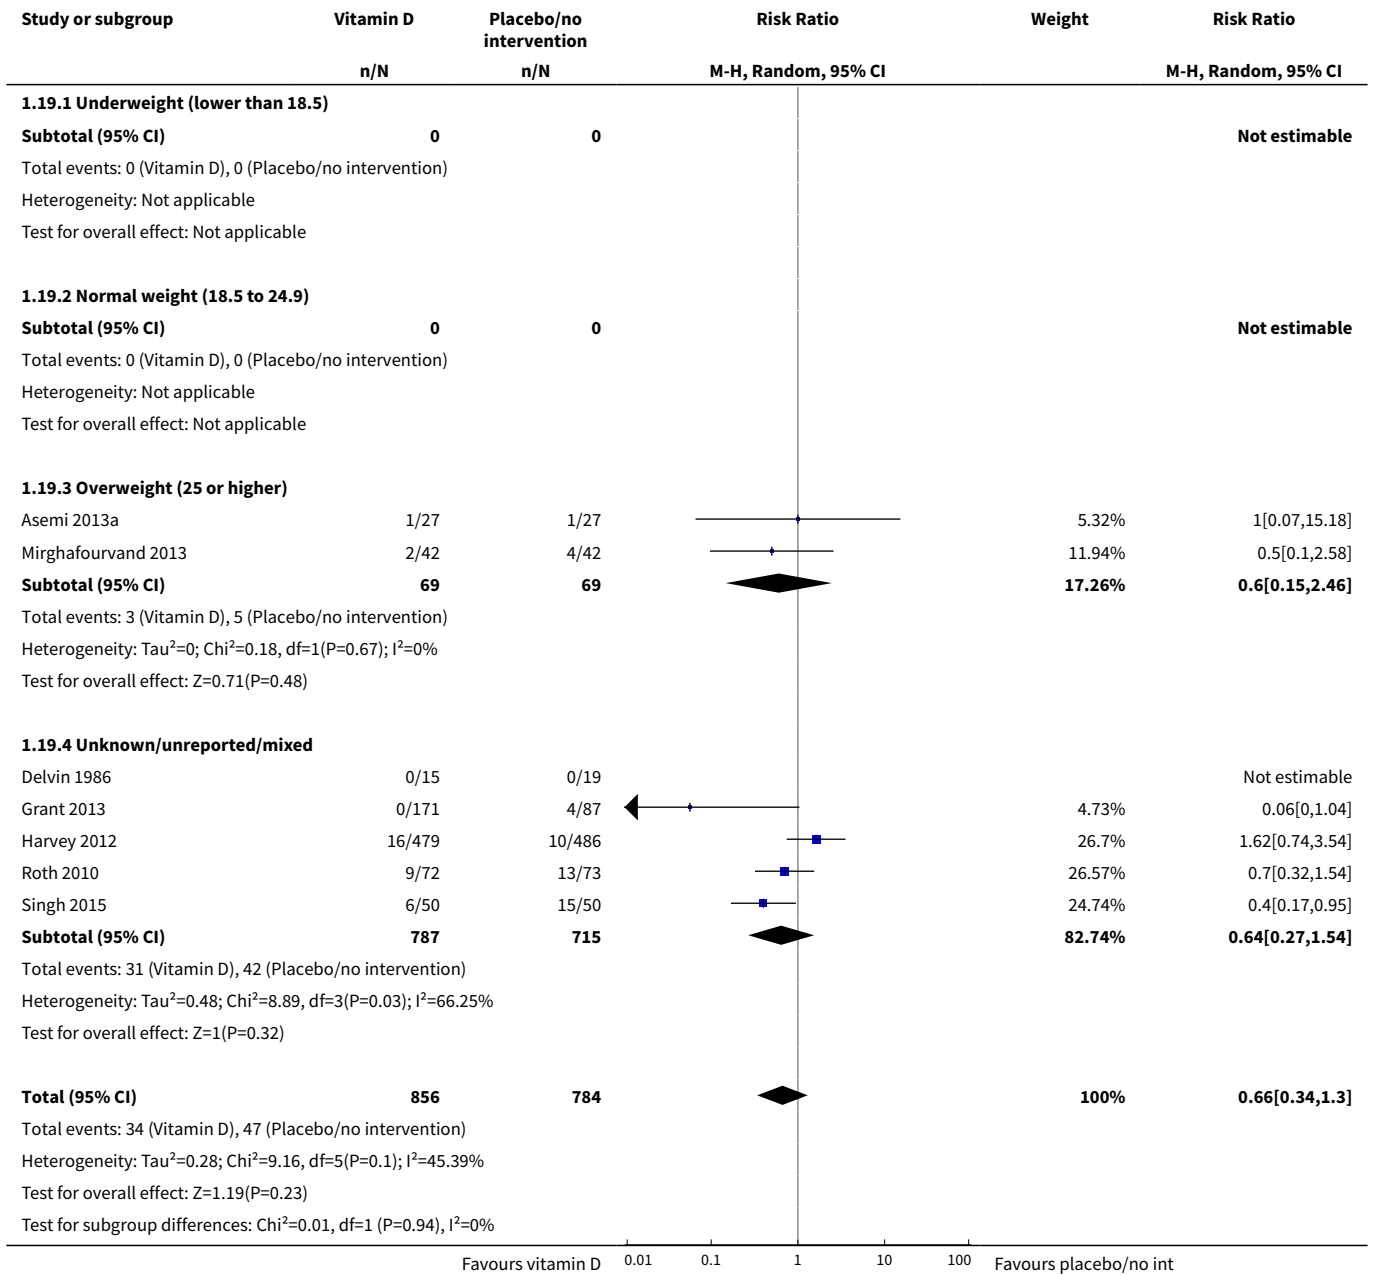 Study or subgroup Vitamin D Placebo/no intervention Risk Ratio Weight Risk Ratio
n/N n/N M-H, Random, 95% CI M-H, Random, 95% CI
1.19.1 Underweight (lower than 18.5)
Subtotal (95% CI) 0 0 Not estimable
Total events: 0 (Vitamin D), 0 (Placebo/no intervention)
Heterogeneity: Not applicable
Test for overall effect: Not applicable
1.19.2 Normal weight (18.5 to 24.9)
Subtotal (95% CI) 0 0 Not estimable
Total events: 0 (Vitamin D), 0 (Placebo/no intervention)
Heterogeneity: Not applicable
Test for overall effect: Not applicable
1.19.3 Overweight (25 or higher)
Asemi 2013a 1/27 1/27 5.32% 1[0.07,15.18]
Mirghafourvand 2013 2/42 4/42 11.94% 0.5[0.1,2.58]
Subtotal (95% CI) 69 69 17.26% 0.6[0.15,2.46]
Total events: 3 (Vitamin D), 5 (Placebo/no intervention)
Heterogeneity: Tau²=0; Chi²=0.18, df=1(P=0.67); I²=0%
Test for overall effect: Z=0.71(P=0.48)
1.19.4 Unknown/unreported/mixed
Delvin 1986 0/15 0/19 Not estimable
Grant 2013 0/171 4/87 4.73% 0.06[0,1.04]
Harvey 2012 16/479 10/486 26.7% 1.62[0.74,3.54]
Roth 2010 9/72 13/73 26.57% 0.7[0.32,1.54]
Singh 2015 6/50 15/50 24.74% 0.4[0.17,0.95]
Subtotal (95% CI) 787 715 82.74% 0.64[0.27,1.54]
Total events: 31 (Vitamin D), 42 (Placebo/no intervention)
Heterogeneity: Tau²=0.48; Chi²=8.89, df=3(P=0.03); I²=66.25%
Test for overall effect: Z=1(P=0.32)
Total (95% CI) 856 784 100% 0.66[0.34,1.3]
Total events: 34 (Vitamin D), 47 (Placebo/no intervention)
Heterogeneity: Tau²=0.28; Chi²=9.16, df=5(P=0.1); I²=45.39%
Test for overall effect: Z=1.19(P=0.23)
Test for subgroup differences: Chi²=0.01, df=1 (P=0.94), I²=0%
Favours vitamin D 0.01 0.1 1 10 100 Favours placebo/no int